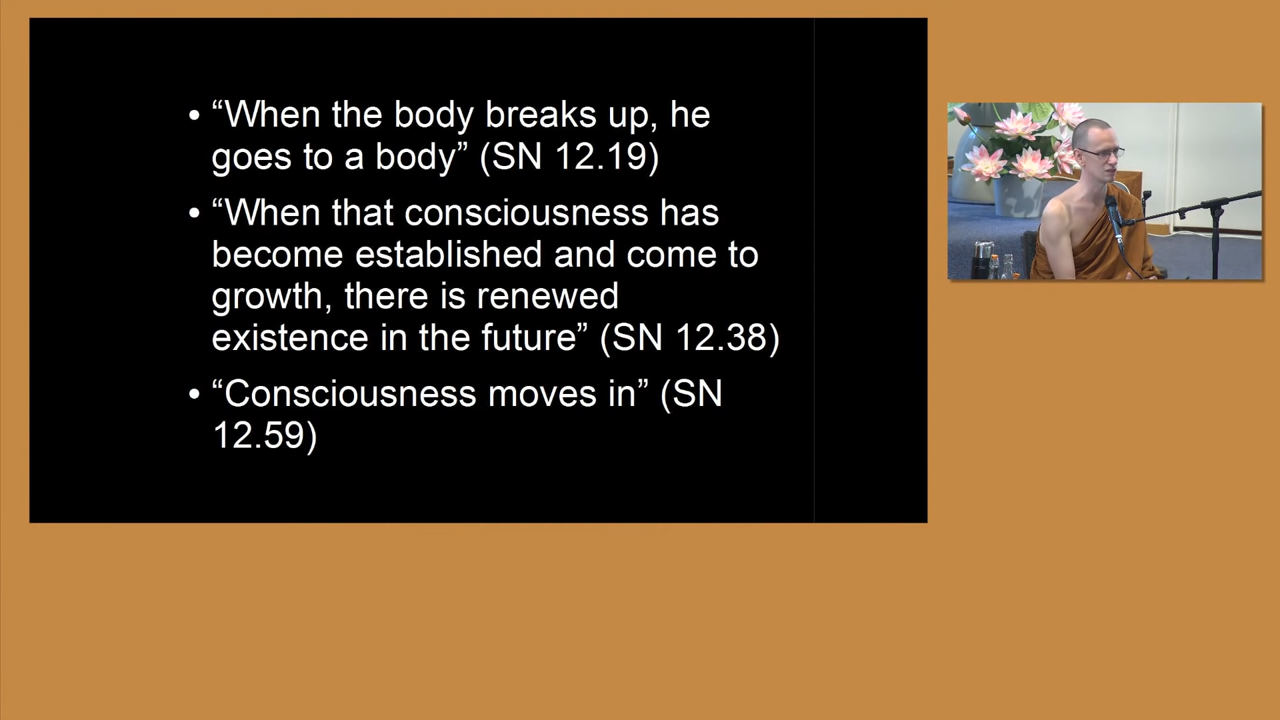 • “When the body breaks up, he
goes to a body” (SN 12.19)
• “When that consciousness has
become established and come to
growth, there is renewed
existence in the future” (SN 12.38)
• “Consciousness moves in” (SN
12.59)